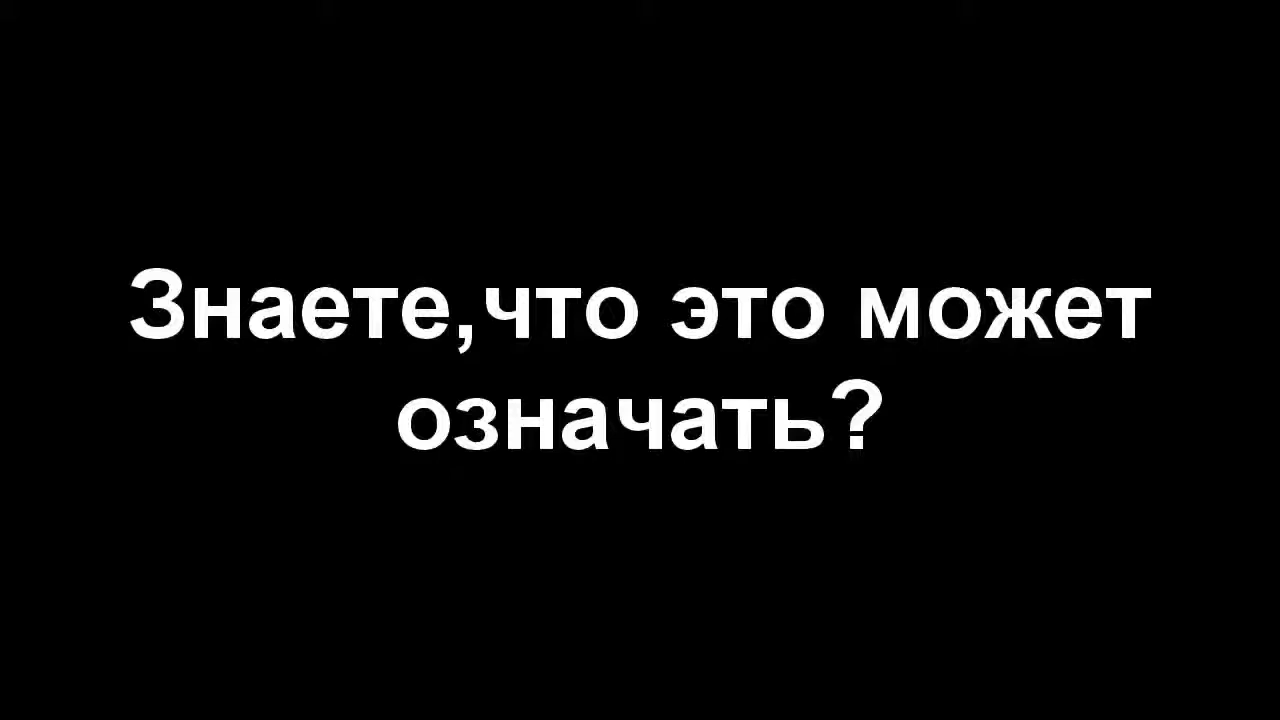 Знаете,что это может
означать?